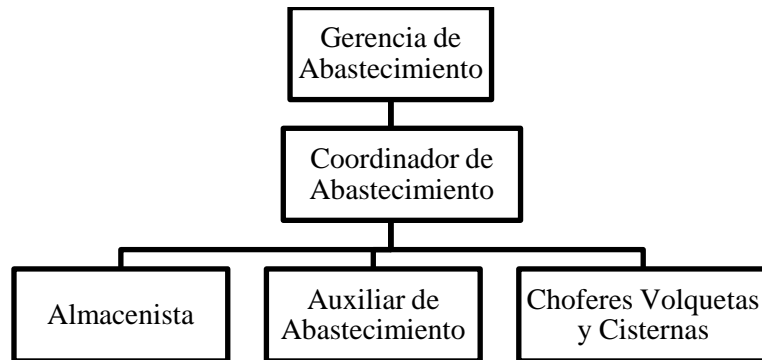 Gerencia de
Abastecimiento
Coordinador de
Abastecimiento
Almacenista
Auxiliar de
Abastecimiento
Choferes Volquetas
y Cisternas